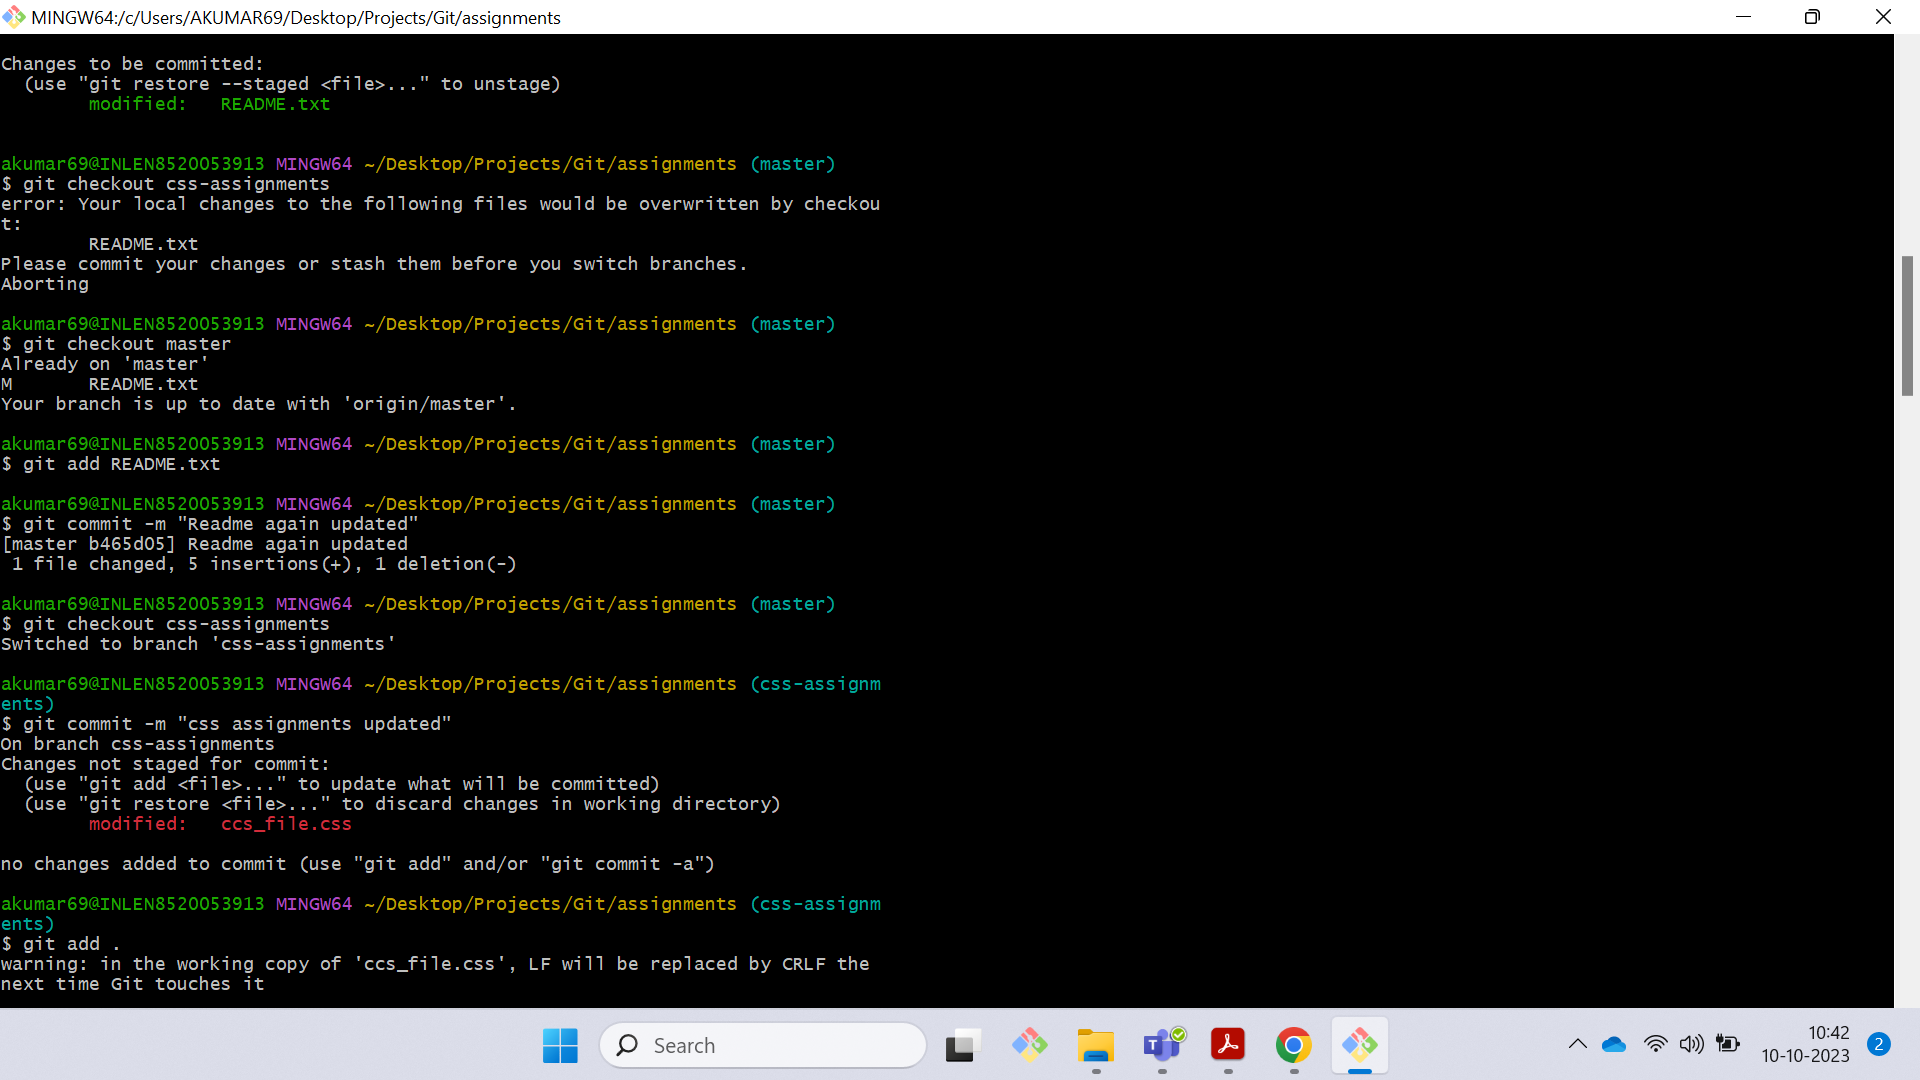 MINGW64:/c/Users/AKUMAR69/Desktop/Projects/Git/assignments
Changes to be committed:
  (use "git restore --staged <file>..." to unstage)
        modified:   README.txt
akumar69@INLEN8520053913 MINGW64 ~/Desktop/Projects/Git/assignments (master)
$ git checkout css-assignments
error: Your local changes to the following files would be overwritten by checkou
t:
        README.txt
Please commit your changes or stash them before you switch branches.
Aborting
akumar69@INLEN8520053913 MINGW64 ~/Desktop/Projects/Git/assignments (master)
$ git checkout master
Already on 'master'
M       README.txt
Your branch is up to date with 'origin/master'.
akumar69@INLEN8520053913 MINGW64 ~/Desktop/Projects/Git/assignments (master)
$ git add README.txt
akumar69@INLEN8520053913 MINGW64 ~/Desktop/Projects/Git/assignments (master)
$ git commit -m "Readme again updated"
[master b465d05] Readme again updated
 1 file changed, 5 insertions(+), 1 deletion(-)
akumar69@INLEN8520053913 MINGW64 ~/Desktop/Projects/Git/assignments (master)
$ git checkout css-assignments
Switched to branch 'css-assignments'
akumar69@INLEN8520053913 MINGW64 ~/Desktop/Projects/Git/assignments (css-assignm
ents)
$ git commit -m "css assignments updated"
On branch css-assignments
Changes not staged for commit:
  (use "git add <file>..." to update what will be committed)
  (use "git restore <file>..." to discard changes in working directory)
        modified:   ccs_file.css
no changes added to commit (use "git add" and/or "git commit -a")
akumar69@INLEN8520053913 MINGW64 ~/Desktop/Projects/Git/assignments (css-assignm
ents)
$ git add .
warning: in the working copy of 'ccs_file.css', LF will be replaced by CRLF the
next time Git touches it
Search
10:42
10-10-2023
2